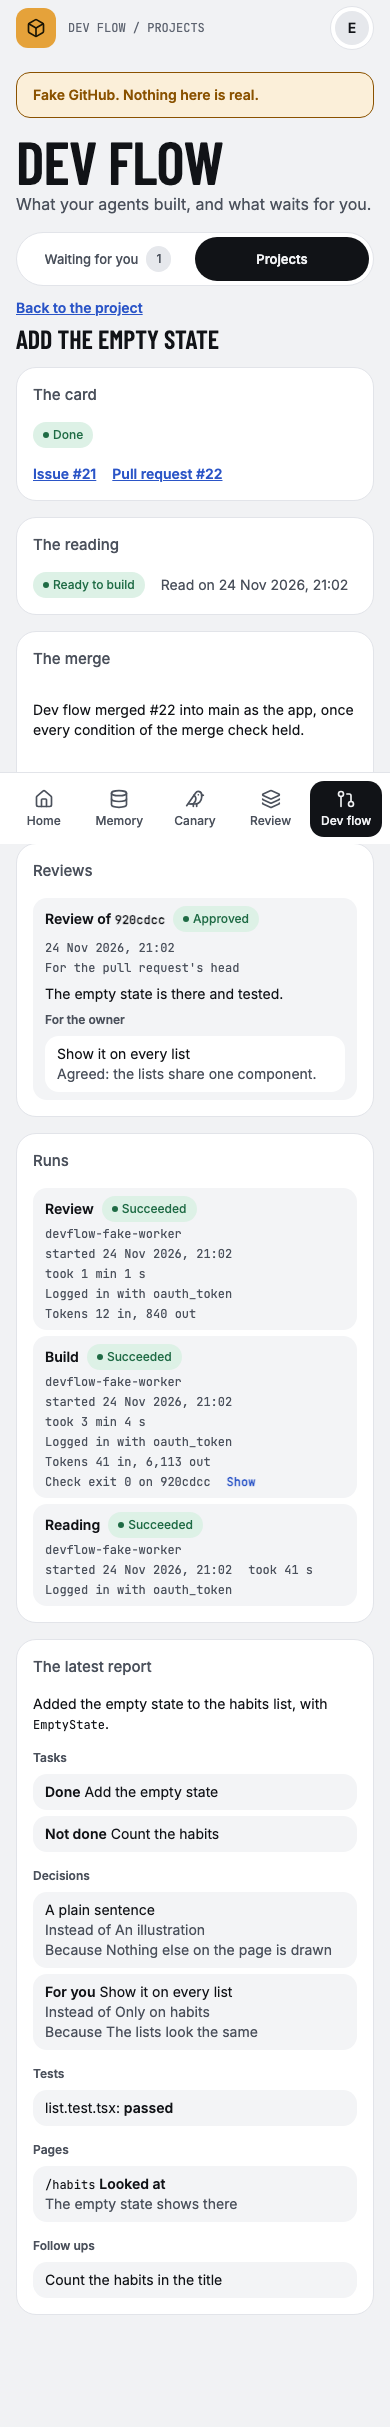 DEV FLOW / PROJECTS
E
Fake GitHub. Nothing here is real.
DEV FLOW
What your agents built, and what waits for you.
Waiting for you 1
Projects
Back to the project
ADD THE EMPTY STATE
The card
Done
Issue #21 Pull request #22
The reading
Ready to build Read on 24 Nov 2026, 21:02
The merge
Dev flow merged #22 into main as the app, once
every condition of the merge check held.
Home Memory Canary Review Dev flow
Reviews
Review of 920cdcc Approved
24 Nov 2026, 21:02
For the pull request's head
The empty state is there and tested.
For the owner
Show it on every list
Agreed: the lists share one component.
Runs
Review Succeeded
devflow-fake-worker
started 24 Nov 2026, 21:02
took 1 min 1 s
Logged in with oauth_token
Tokens 12 in, 840 out
Build Succeeded
devflow-fake-worker
started 24 Nov 2026, 21:02
took 3 min 4 s
Logged in with oauth_token
Tokens 41 in, 6,113 out
Check exit 0 on 920cdcc Show
Reading Succeeded
devflow-fake-worker
started 24 Nov 2026, 21:02 took 41 s
Logged in with oauth_token
The latest report
Added the empty state to the habits list, with
EmptyState.
Tasks
Done Add the empty state
Not done Count the habits
Decisions
A plain sentence
Instead of An illustration
Because Nothing else on the page is drawn
For you Show it on every list
Instead of Only on habits
Because The lists look the same
Tests
list.test.tsx: passed
Pages
/habits Looked at
The empty state shows there
Follow ups
Count the habits in the title